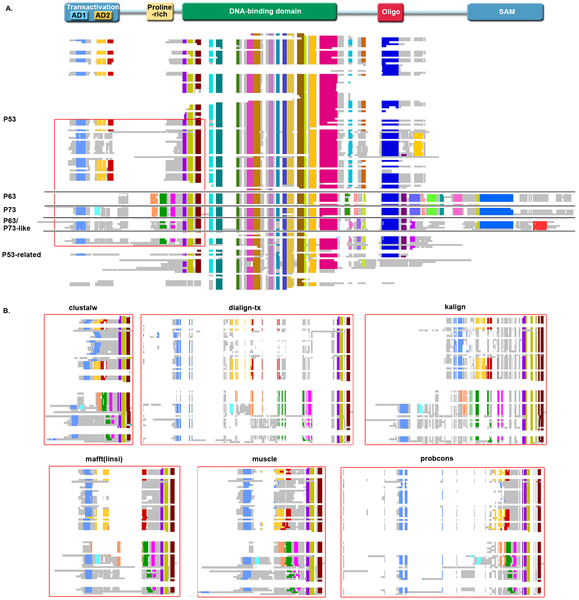 A.
Transactivation
AD1 AD2
Proline
-rich
DNA-binding domain
Oligo
SAM
P53
P63
P73
P63/
P73-like
P53-related
B.
clustalw
dialign-tx
kalign
mafft(linsi)
muscle
probcons